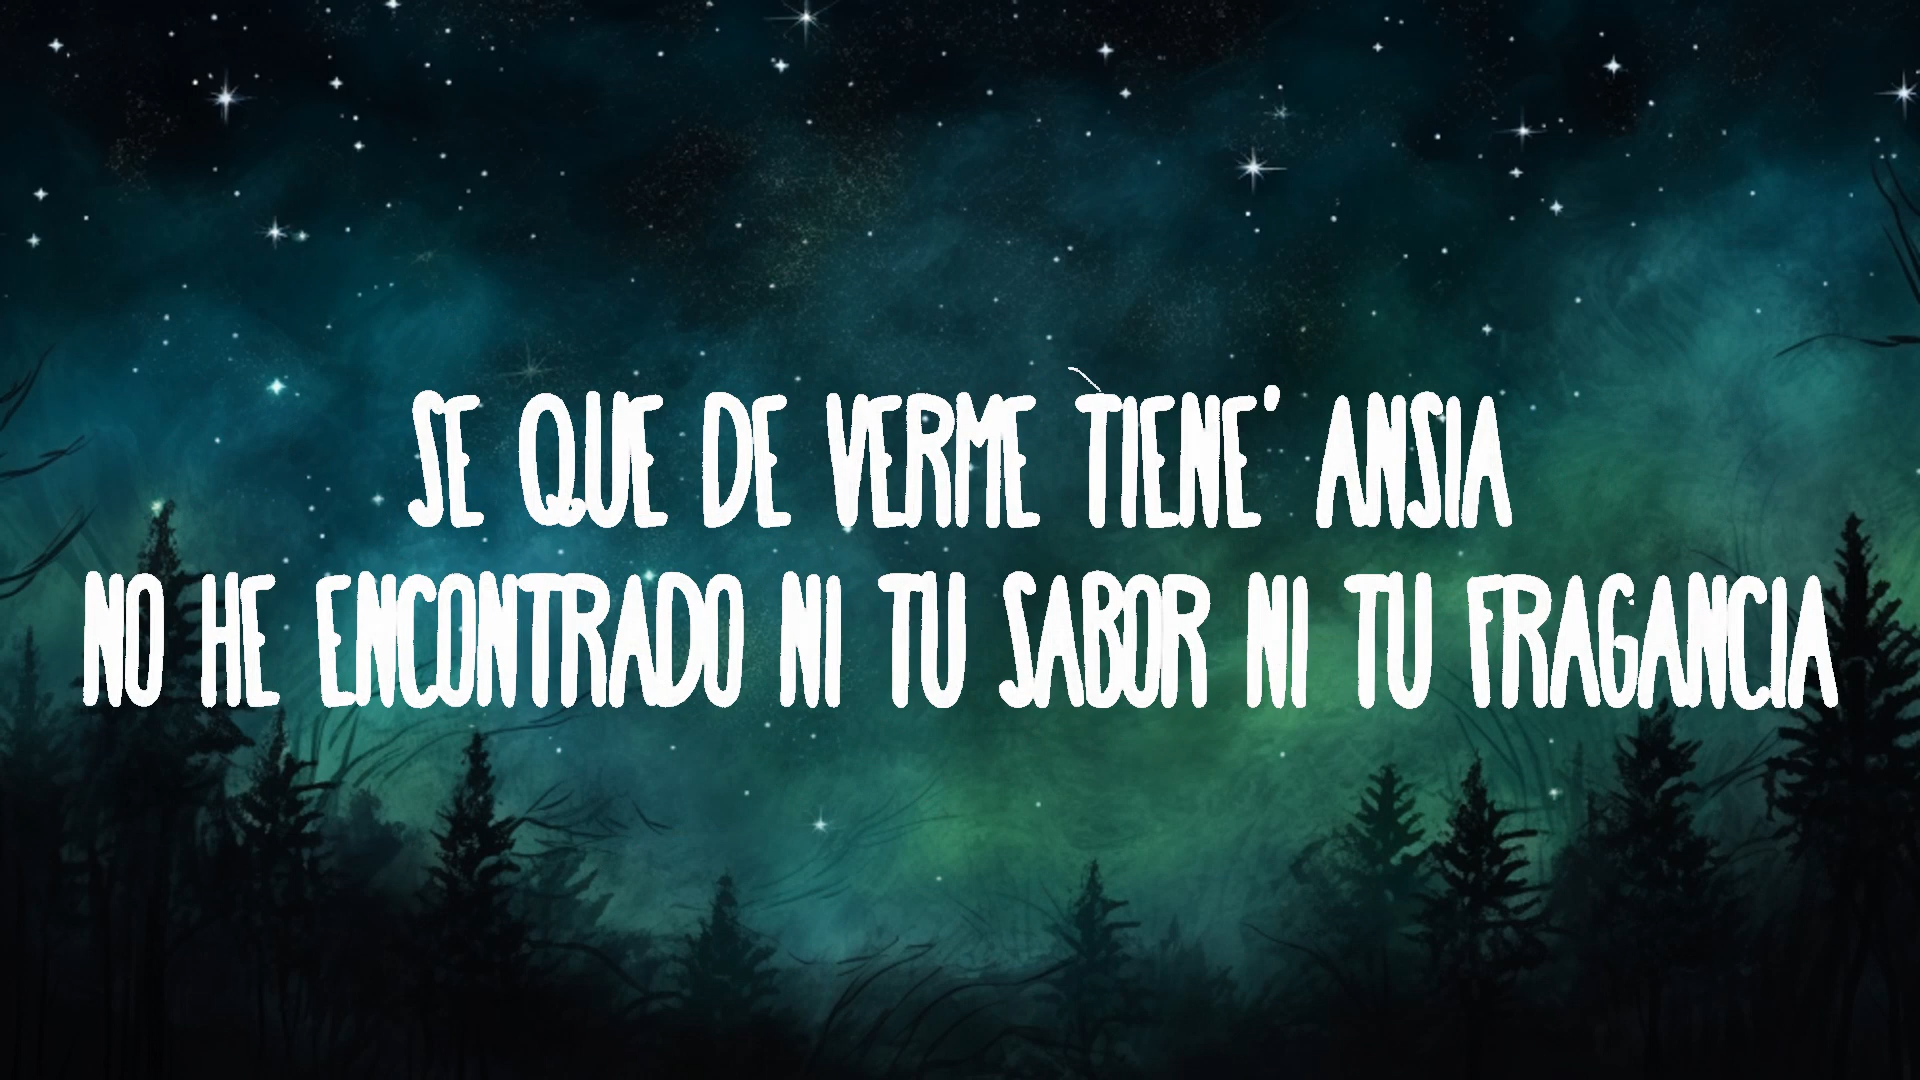 SE QUE DE VERME TIENE' ANSIA
NO HE ENCONTRADO NI TU SABOR NI TU FRAGANCIA